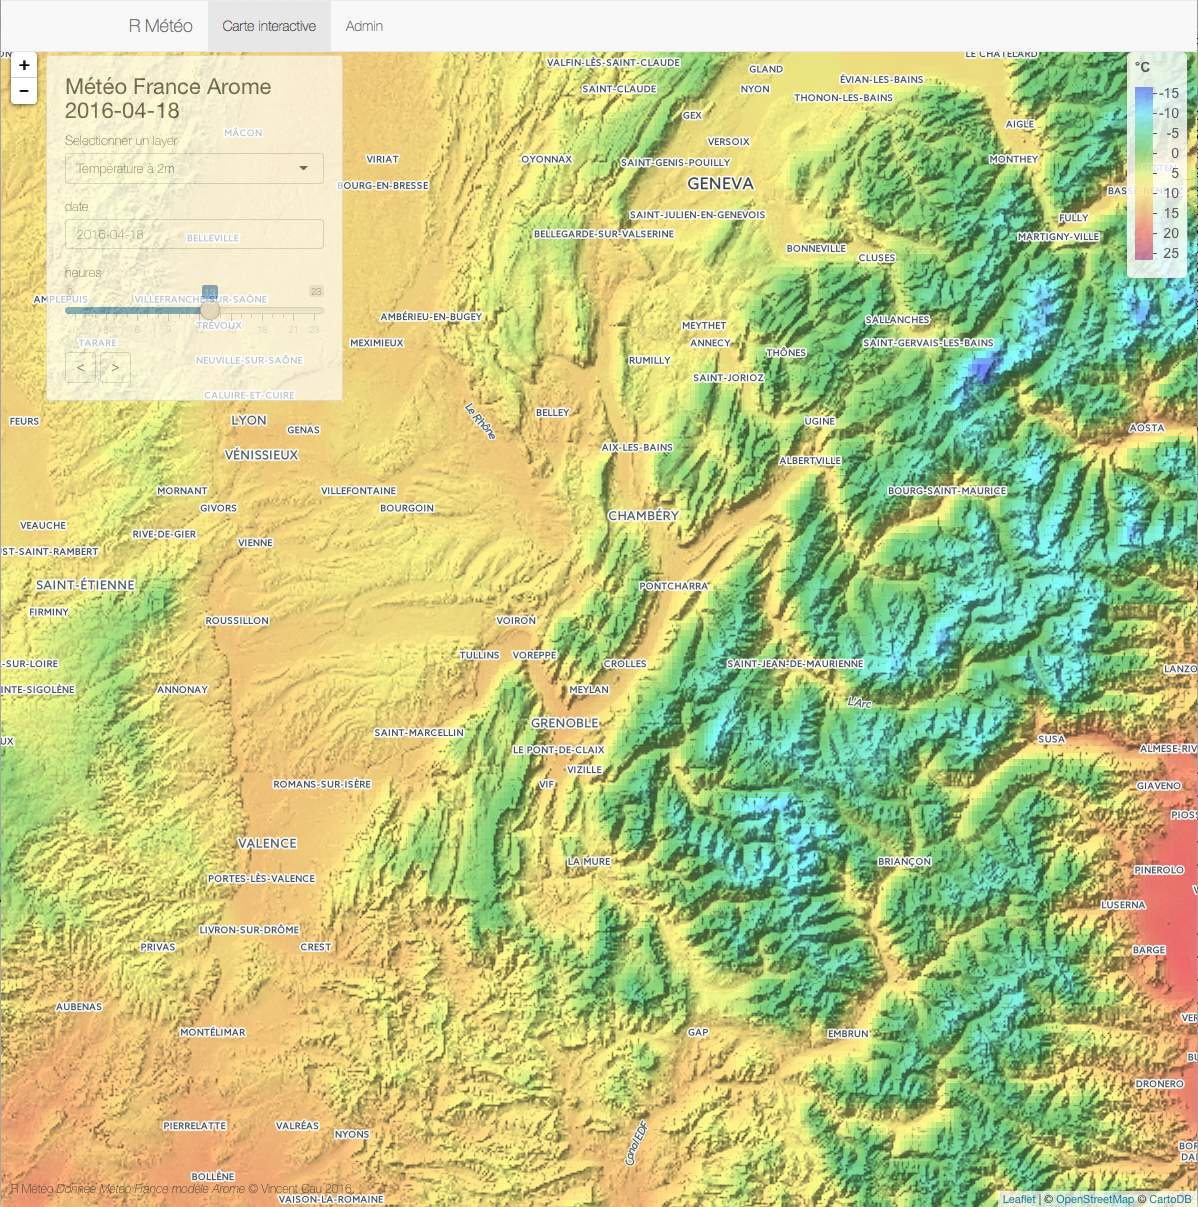 R Météo
Carte interactive
Admin
+
−
Météo France Arome
2016-04-18
Selectionner un layer
Température à 2m
date
2016-04-18
heures
0
13
23
6
18
21
23
<
>
°C
-15
-10
-5
0
5
10
15
20
25
LE CHÂTELARD
VALFIN-LÈS-SAINT-CLAUDE
GLAND
ÉVIAN-LES-BAINS
SAINT-CLAUDE
NYON
THONON-LES-BAINS
GEX
AIGLE
MÂCON
VERSOIX
VIRIAT
OYONNAX
SAINT-GENIS-POUILLY
MONTHEY
BOURG-EN-BRESSE
GENEVA
SAINT-JULIEN-EN-GENEVOIS
FULLY
BELLEVILLE
BELLEGARDE-SUR-VALSERINE
MARTIGNY-VILLE
BONNEVILLE
CLUSES
AMPLEPUIS
VILLEFRANCHE-SUR-SAÔNE
AMBÉRIEU-EN-BUGEY
SALLANCHES
TRÉVOUX
MEYTHET
TARARE
MEXIMIEUX
ANNECY
SAINT-GERVAIS-LES-BAINS
THÔNES
NEUVILLE-SUR-SAÔNE
RUMILLY
SAINT-JORIOZ
CALUIRE-ET-CUIRE
Le Rhône
BELLEY
FEURS
LYON
UGINE
GENAS
AOSTA
AIX-LES-BAINS
VÉNISSIEUX
ALBERTVILLE
MORNANT
VILLEFONTAINE
BOURG-SAINT-MAURICE
GIVORS
BOURGOIN
CHAMBÉRY
VEAUCHE
RIVE-DE-GIER
VIENNE
ST-SAINT-RAMBERT
SAINT-ÉTIENNE
PONTCHARRA
FIRMINY
ROUSSILLON
VOIRON
TULLINS
VOREPPE
-SUR-LOIRE
CROLLES
SAINT-JEAN-DE-MAURIENNE
LANZO
INTE-SIGOLÈNE
ANNONAY
MEYLAN
L'Arc
GRENOBLE
SAINT-MARCELLIN
UX
SUSA
LE PONT-DE-CLAIX
ALMESE-RIV
VIZILLE
ROMANS-SUR-ISÈRE
VIF
GIAVENO
PIOSS
VALENCE
LA MURE
BRIANÇON
PINEROLO
PORTES-LÈS-VALENCE
LUSERNA
LIVRON-SUR-DRÔME
PRIVAS
CREST
BARGE
AUBENAS
VER
MONTÉLIMAR
GAP
EMBRUN
BU
DRONERO
PIERRELATTE
VALRÉAS
NYONS
Canal EDF
BOR
DA
BOLLÈNE
R Météo Donnée Météo France modèle Arome © Vincent Cau 2016
VAISON-LA-ROMAINE
Leaflet | © OpenStreetMap © CartoDB